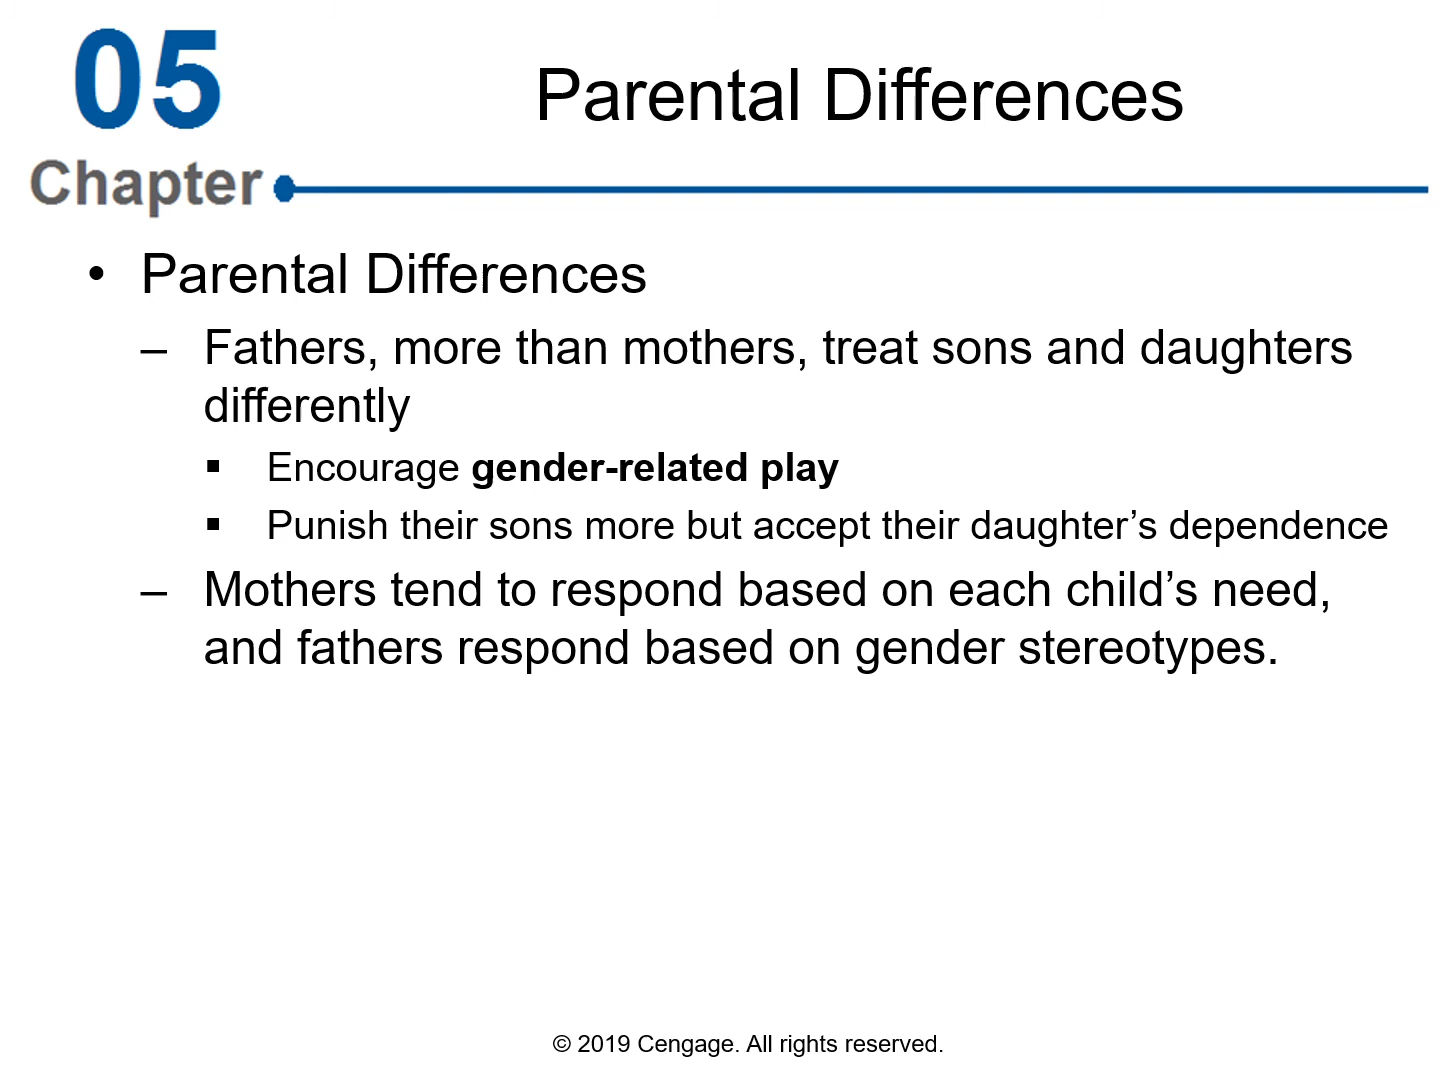 05
Chapter
Parental Differences
• Parental Differences
– Fathers, more than mothers, treat sons and daughters
differently
▪ Encourage gender-related play
▪ Punish their sons more but accept their daughter’s dependence
– Mothers tend to respond based on each child’s need,
and fathers respond based on gender stereotypes.
© 2019 Cengage. All rights reserved.